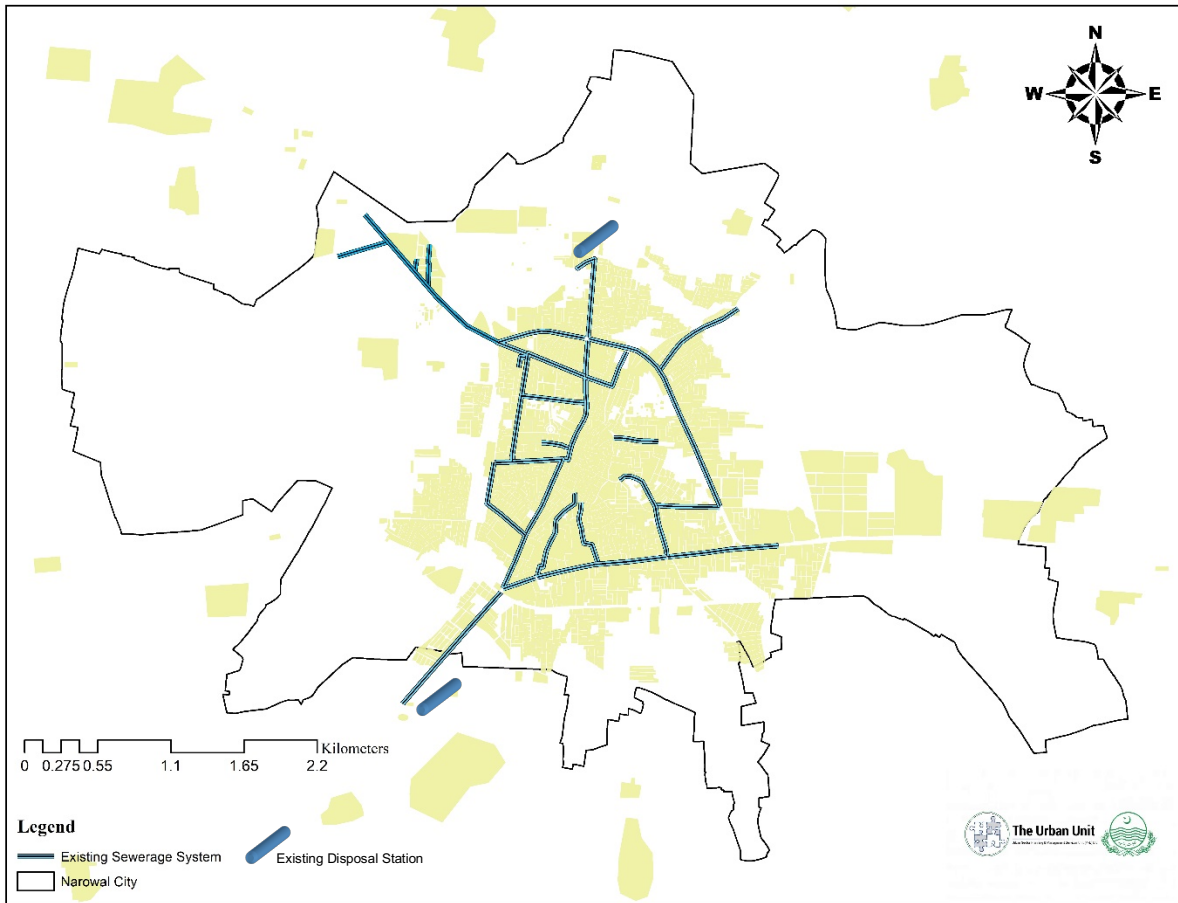 N
W E
S
Kilometers
0 0.275 0.55 1.1 1.65 2.2
Legend
Existing Sewerage System
Existing Disposal Station
Narowal City
The Urban Unit